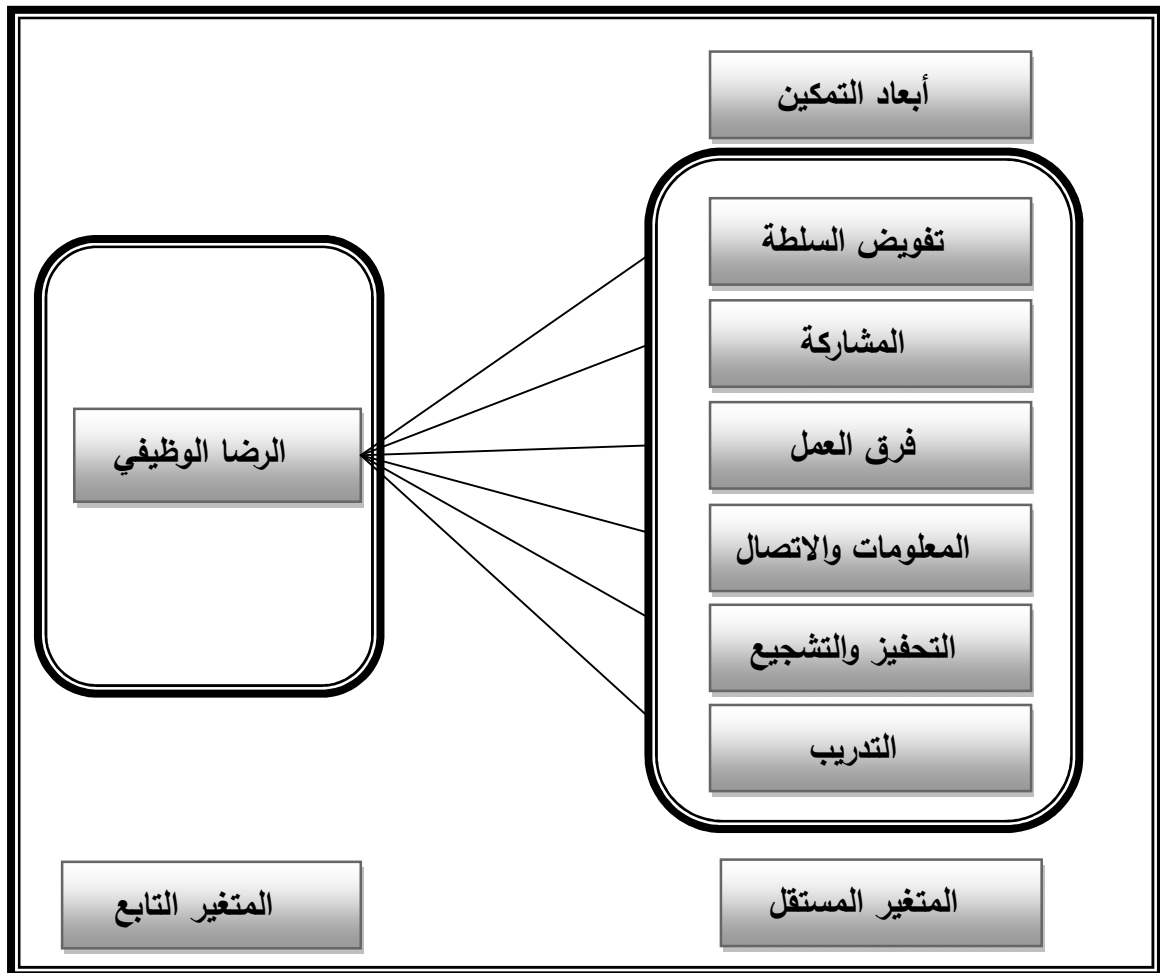 أبعاد التمكين
تفويض السلطة
المشاركة
فرق العمل
المعلومات والاتصال
التحفيز والتشجيع
التدريب
الرضا الوظيفي
المتغير المستقل
المتغير التابع